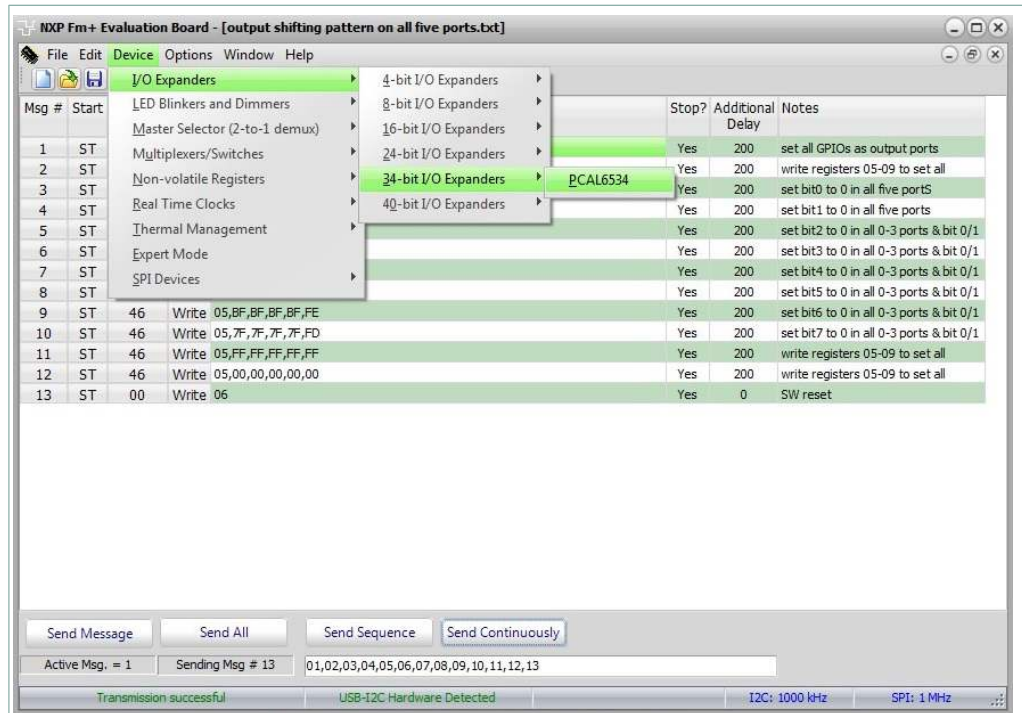 NXP Fm+ Evaluation Board - [output shifting pattern on all five ports.txt]
File Edit Device Options Window Help
I/O Expanders
LED Blinkers and Dimmers
Master Selector (2-to-1 demux)
Multiplexers/Switches
Non-volatile Registers
Real Time Clocks
Thermal Management
Expert Mode
SPI Devices
4-bit I/O Expanders
8-bit I/O Expanders
16-bit I/O Expanders
24-bit I/O Expanders
34-bit I/O Expanders
40-bit I/O Expanders
PCAL6534
Msg # Start Stop? Additional Delay Notes
1 ST Yes 200 set all GPIOs as output ports
2 ST Yes 200 write registers 05-09 to set all
3 ST Yes 200 set bit0 to 0 in all five portS
4 ST Yes 200 set bit1 to 0 in all five ports
5 ST Yes 200 set bit2 to 0 in all 0-3 ports & bit 0/1
6 ST Yes 200 set bit3 to 0 in all 0-3 ports & bit 0/1
7 ST Yes 200 set bit4 to 0 in all 0-3 ports & bit 0/1
8 ST Yes 200 set bit5 to 0 in all 0-3 ports & bit 0/1
9 ST 46 Write 05,BF,BF,BF,BF,FE Yes 200 set bit6 to 0 in all 0-3 ports & bit 0/1
10 ST 46 Write 05,7F,7F,7F,7F,FD Yes 200 set bit7 to 0 in all 0-3 ports & bit 0/1
11 ST 46 Write 05,FF,FF,FF,FF,FF Yes 200 write registers 05-09 to set all
12 ST 46 Write 05,00,00,00,00,00 Yes 200 write registers 05-09 to set all
13 ST 00 Write 06 Yes 0 SW reset
Send Message Send All Send Sequence Send Continuously
Active Msg. = 1 Sending Msg # 13 01,02,03,04,05,06,07,08,09,10,11,12,13
Transmission successful USB-I2C Hardware Detected I2C: 1000 kHz SPI: 1 MHz